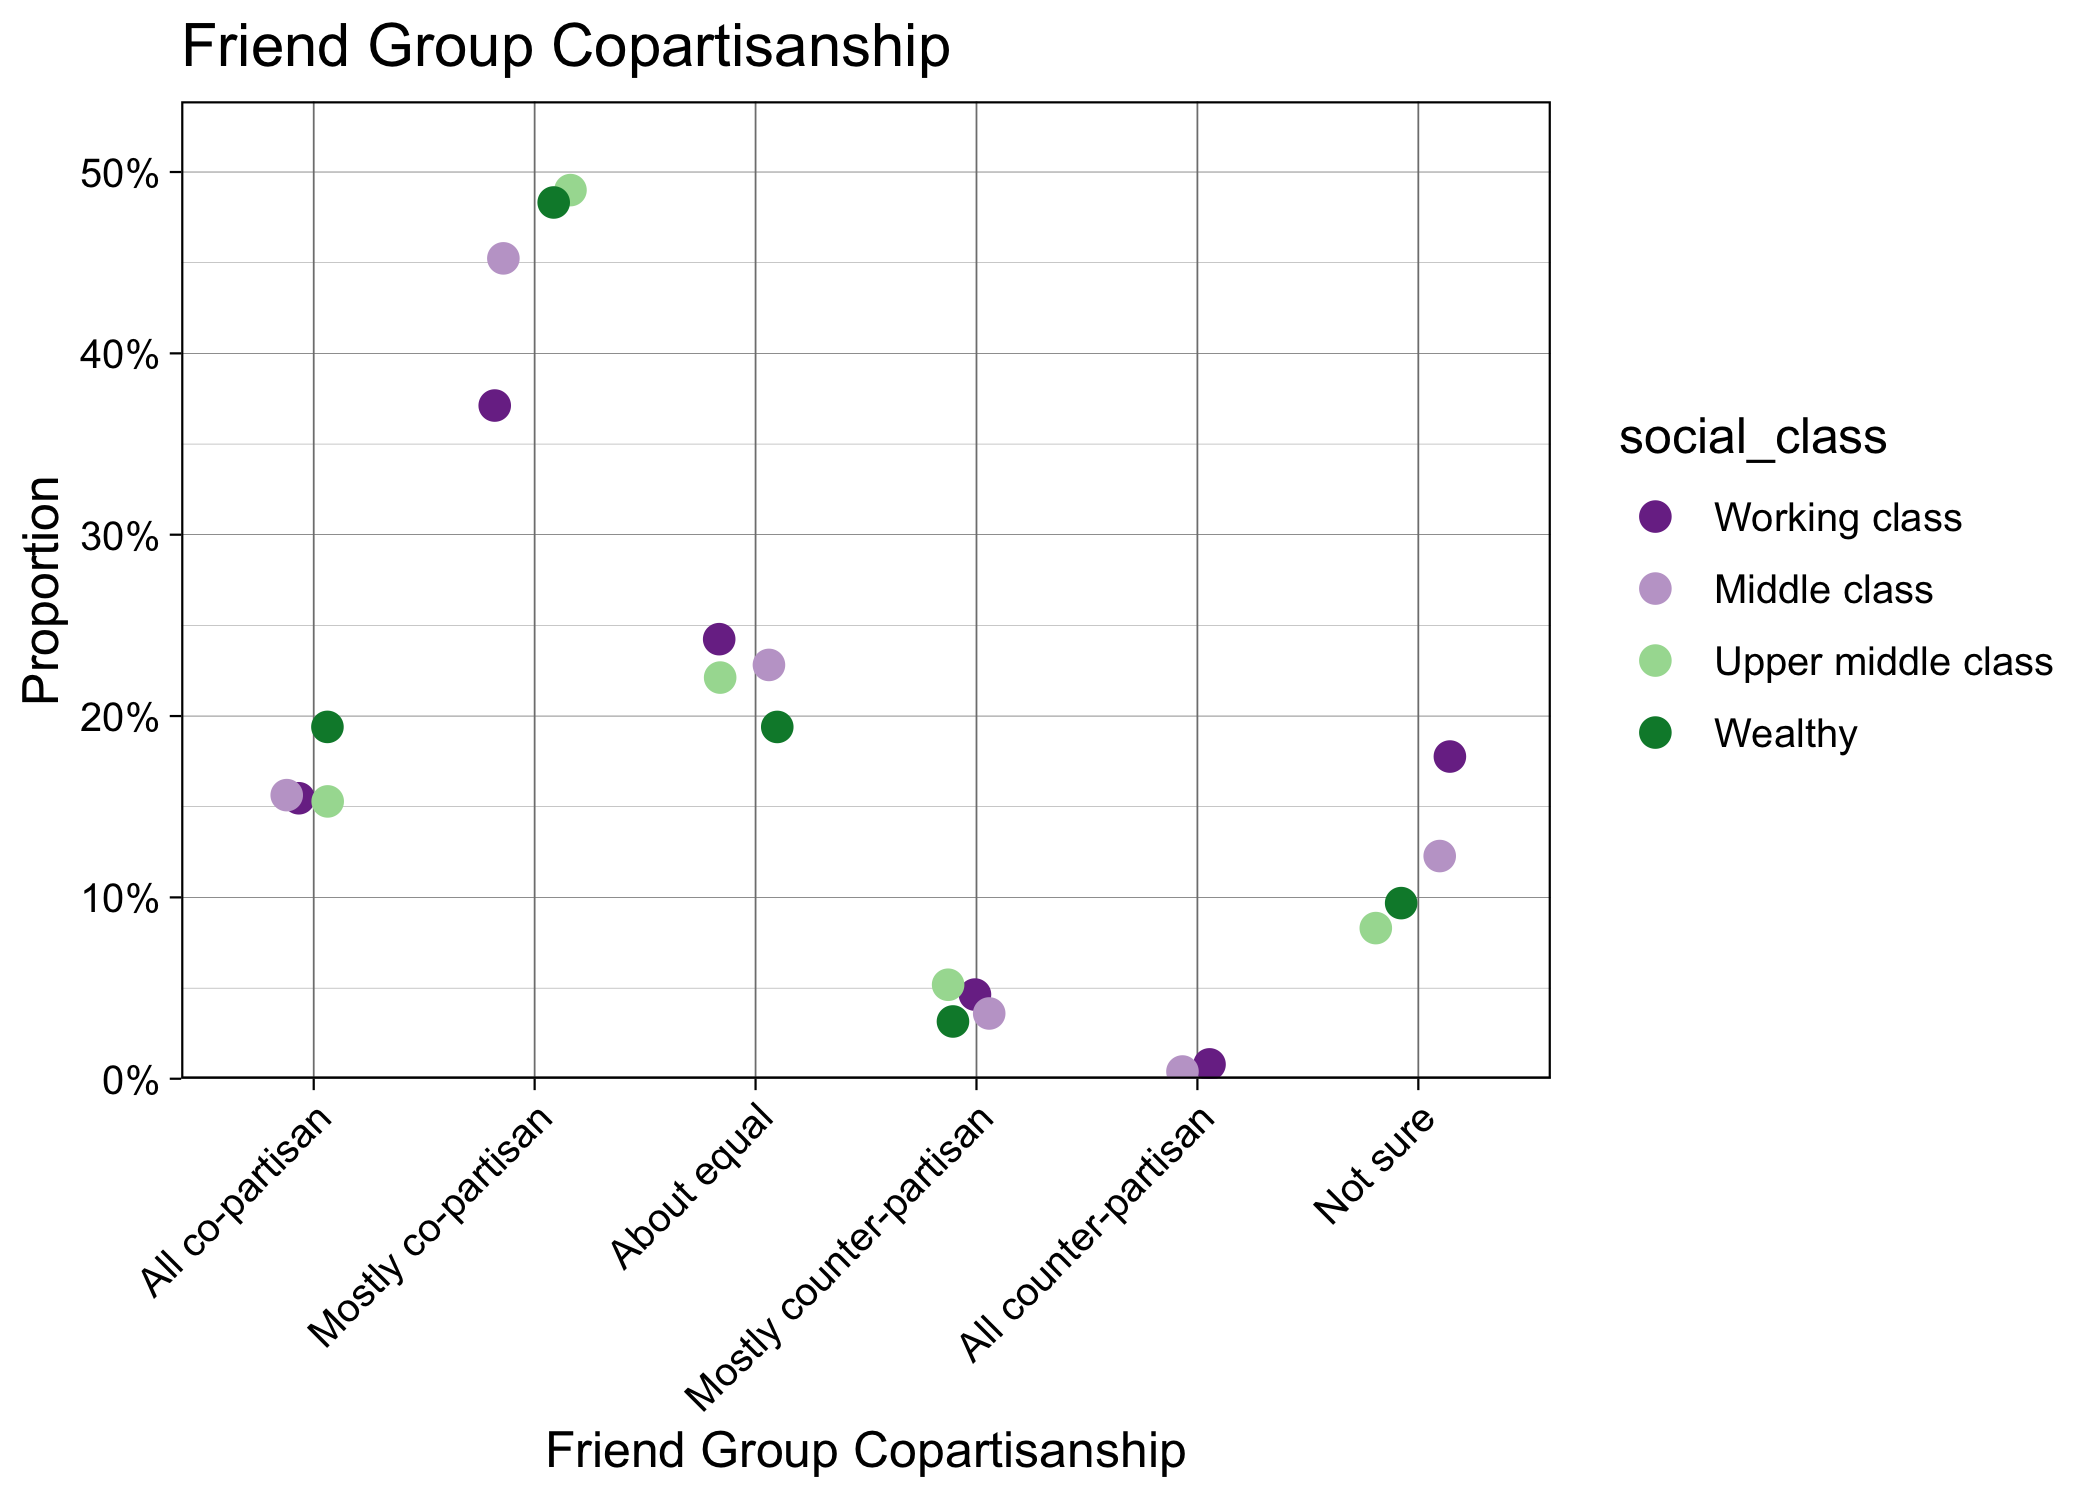 Friend Group Copartisanship
50%
40%
30%
20%
10%
0%
Proportion
All co-partisan
Mostly co-partisan
About equal
Mostly counter-partisan
All counter-partisan
Not sure
Friend Group Copartisanship
social_class
Working class
Middle class
Upper middle class
Wealthy